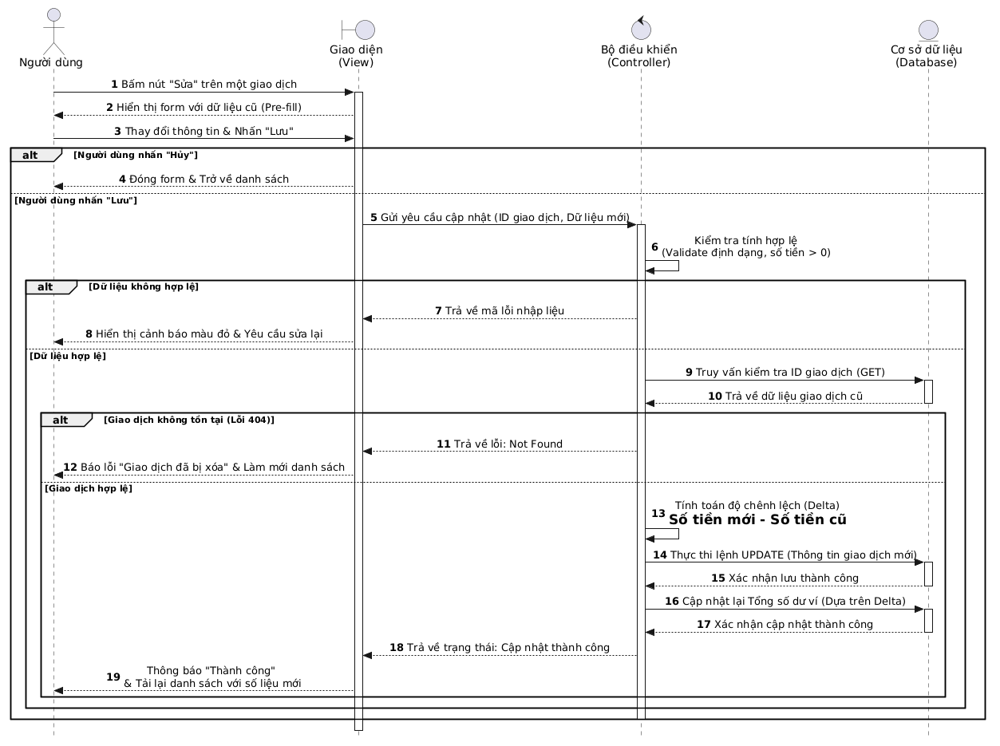 Người dùng
Giao diện
(View)
Bộ điều khiển
(Controller)
Cơ sở dữ liệu
(Database)
1 Bấm nút "Sửa" trên một giao dịch
2 Hiển thị form với dữ liệu cũ (Pre-fill)
3 Thay đổi thông tin & Nhấn "Lưu"
alt [Người dùng nhấn "Hủy"]
4 Đóng form & Trở về danh sách
[Người dùng nhấn "Lưu"]
5 Gửi yêu cầu cập nhật (ID giao dịch, Dữ liệu mới)
6 Kiểm tra tính hợp lệ
(Validate định dạng, số tiền > 0)
alt [Dữ liệu không hợp lệ]
7 Trả về mã lỗi nhập liệu
8 Hiển thị cảnh báo màu đỏ & Yêu cầu sửa lại
[Dữ liệu hợp lệ]
9 Truy vấn kiểm tra ID giao dịch (GET)
10 Trả về dữ liệu giao dịch cũ
alt [Giao dịch không tồn tại (Lỗi 404)]
11 Trả về lỗi: Not Found
12 Báo lỗi "Giao dịch đã bị xóa" & Làm mới danh sách
[Giao dịch hợp lệ]
13 Tính toán độ chênh lệch (Delta)
Số tiền mới - Số tiền cũ
14 Thực thi lệnh UPDATE (Thông tin giao dịch mới)
15 Xác nhận lưu thành công
16 Cập nhật lại Tổng số dư ví (Dựa trên Delta)
17 Xác nhận cập nhật thành công
18 Trả về trạng thái: Cập nhật thành công
19 Thông báo "Thành công"
& Tải lại danh sách với số liệu mới